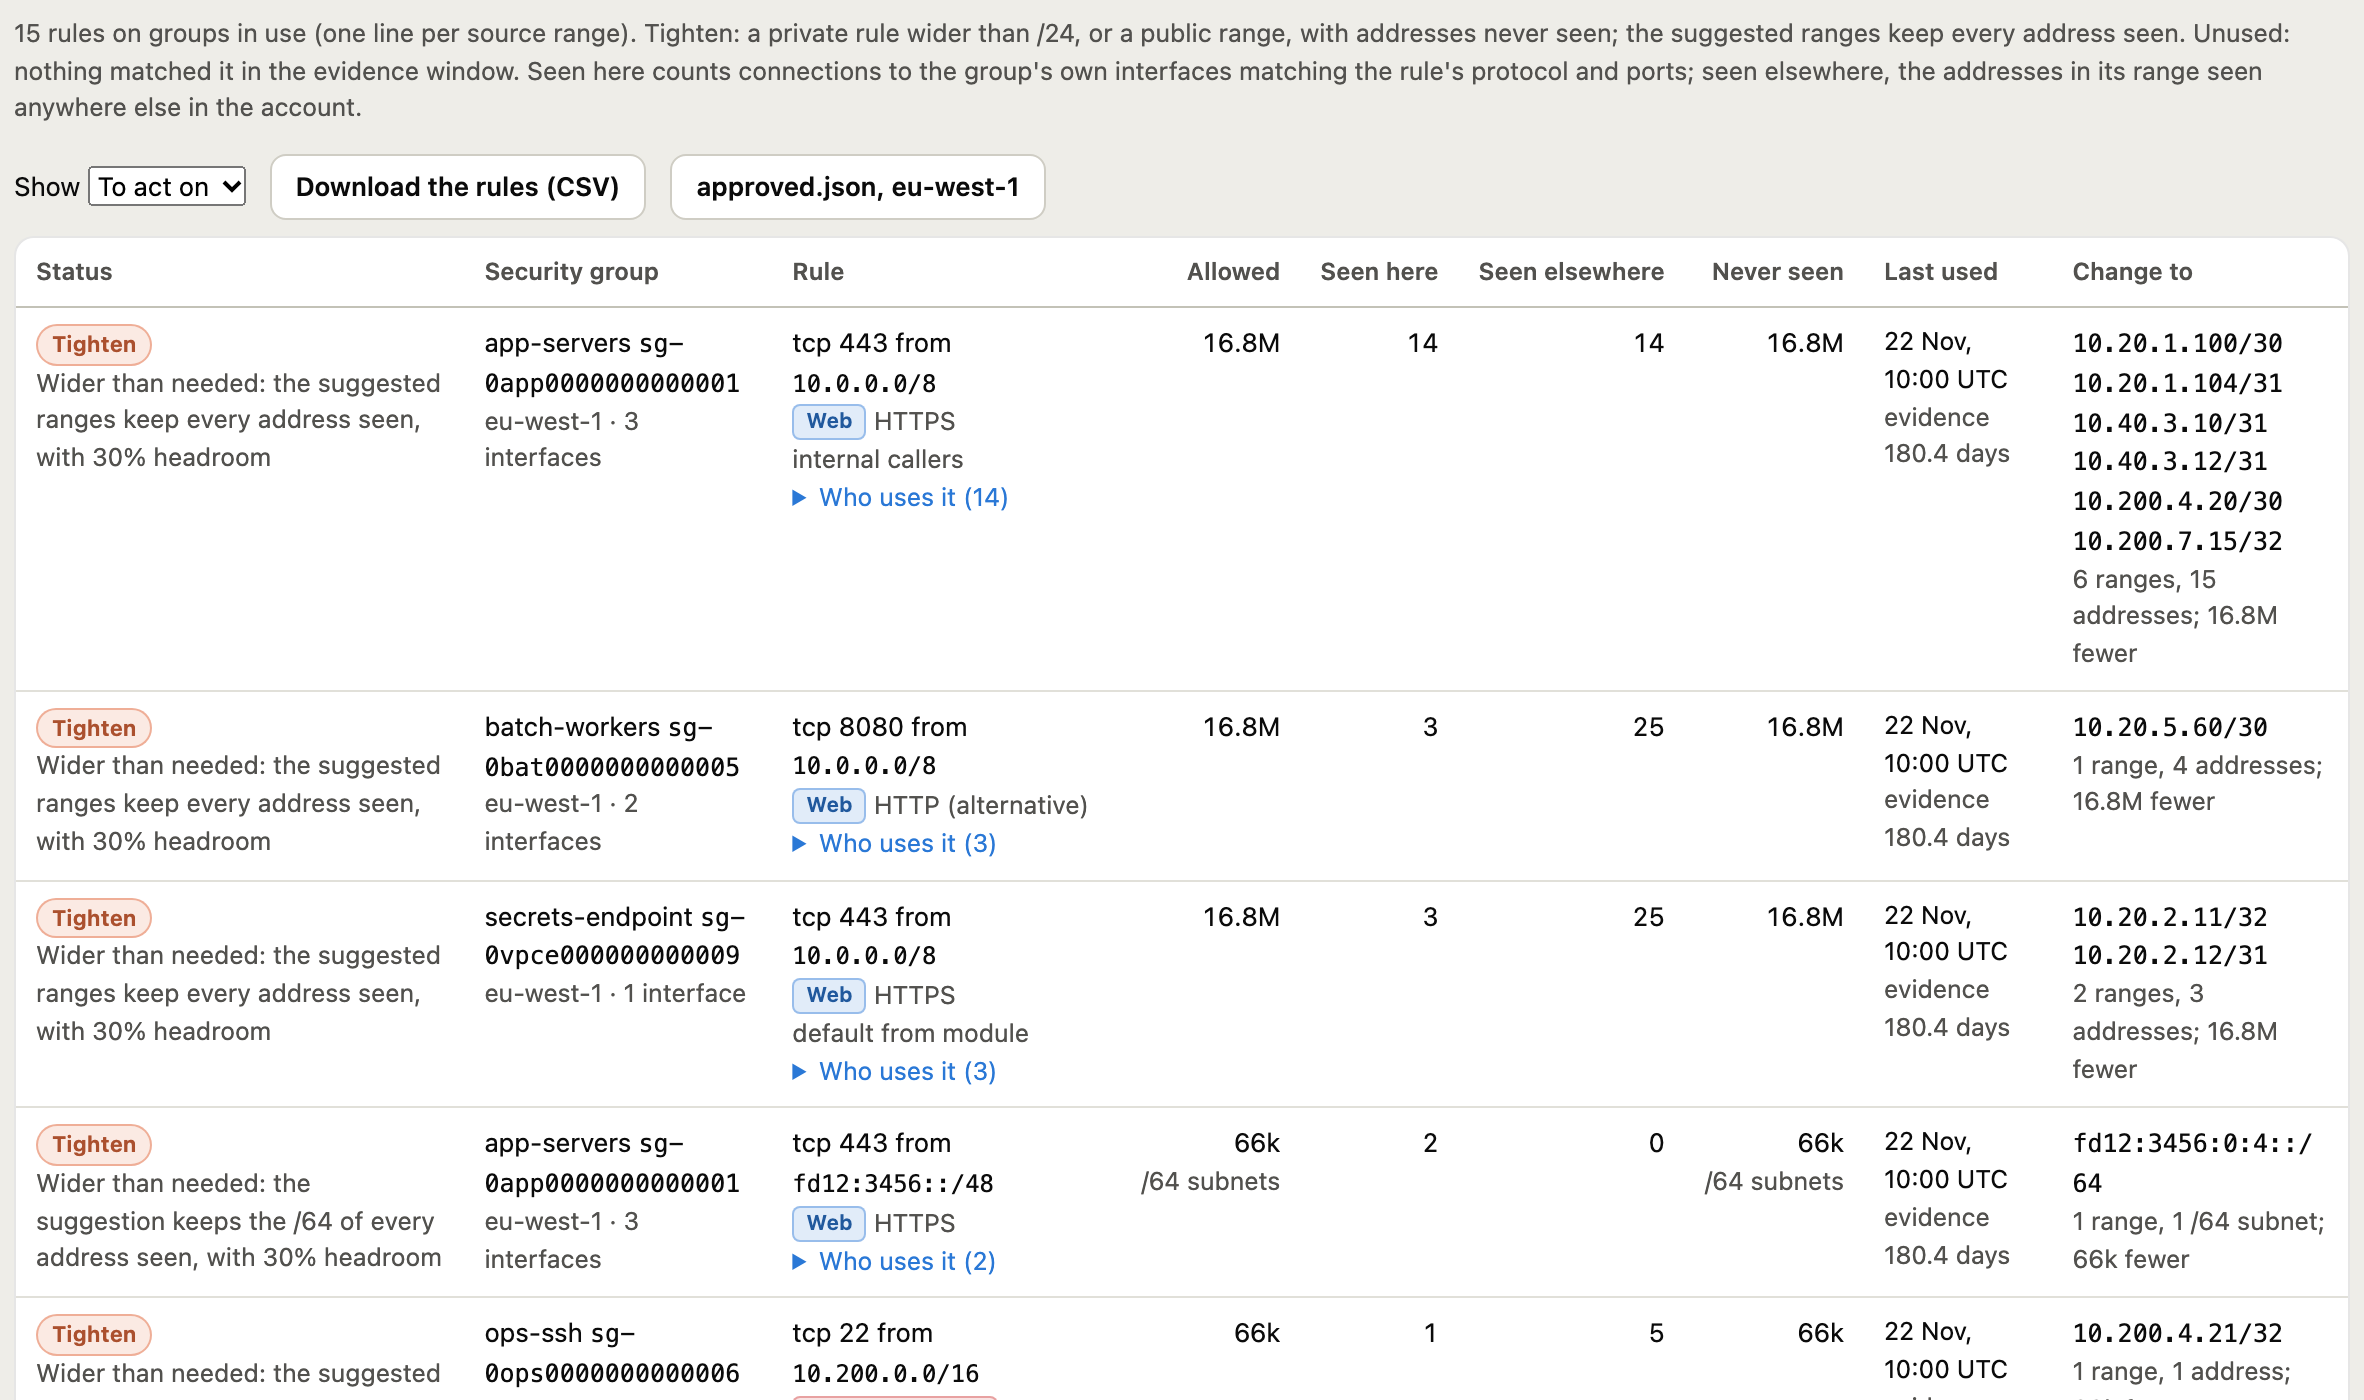 15 rules on groups in use (one line per source range). Tighten: a private rule wider than /24, or a public range, with addresses never seen; the suggested ranges keep every address seen. Unused:
nothing matched it in the evidence window. Seen here counts connections to the group's own interfaces matching the rule's protocol and ports; seen elsewhere, the addresses in its range seen
anywhere else in the account.
Show To act on Download the rules (CSV) approved.json, eu-west-1
Status Security group Rule Allowed Seen here Seen elsewhere Never seen Last used Change to
Tighten
Wider than needed: the suggested
ranges keep every address seen,
with 30% headroom
app-servers sg-
0app0000000000001
eu-west-1 · 3
interfaces
tcp 443 from
10.0.0.0/8
Web HTTPS
internal callers
▶ Who uses it (14)
16.8M
14
14
16.8M
22 Nov,
10:00 UTC
evidence
180.4 days
10.20.1.100/30
10.20.1.104/31
10.40.3.10/31
10.40.3.12/31
10.200.4.20/30
10.200.7.15/32
6 ranges, 15
addresses; 16.8M
fewer
Tighten
Wider than needed: the suggested
ranges keep every address seen,
with 30% headroom
batch-workers sg-
0bat0000000000005
eu-west-1 · 2
interfaces
tcp 8080 from
10.0.0.0/8
Web HTTP (alternative)
▶ Who uses it (3)
16.8M
3
25
16.8M
22 Nov,
10:00 UTC
evidence
180.4 days
10.20.5.60/30
1 range, 4 addresses;
16.8M fewer
Tighten
Wider than needed: the suggested
ranges keep every address seen,
with 30% headroom
secrets-endpoint sg-
0vpce000000000009
eu-west-1 · 1 interface
tcp 443 from
10.0.0.0/8
Web HTTPS
default from module
▶ Who uses it (3)
16.8M
3
25
16.8M
22 Nov,
10:00 UTC
evidence
180.4 days
10.20.2.11/32
10.20.2.12/31
2 ranges, 3
addresses; 16.8M
fewer
Tighten
Wider than needed: the
suggestion keeps the /64 of every
address seen, with 30% headroom
app-servers sg-
0app0000000000001
eu-west-1 · 3
interfaces
tcp 443 from
fd12:3456::/48
Web HTTPS
▶ Who uses it (2)
66k
/64 subnets
2
0
66k
/64 subnets
22 Nov,
10:00 UTC
evidence
180.4 days
fd12:3456:0:4::/
64
1 range, 1 /64 subnet;
66k fewer
Tighten
Wider than needed: the suggested
ops-ssh sg-
0ops0000000000006
tcp 22 from
10.200.0.0/16
66k
1
5
66k
22 Nov,
10:00 UTC
10.200.4.21/32
1 range, 1 address;